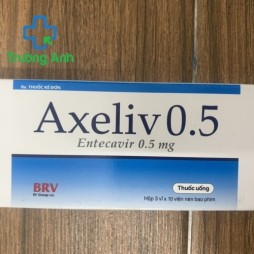 Trường Anh
Rx THUỐC KÊ ĐƠN
Axeliv 0.5
Entecavir 0.5 mg
BRV
Thuốc uống
Hộp 3 vỉ x 10 viên nén bao phim